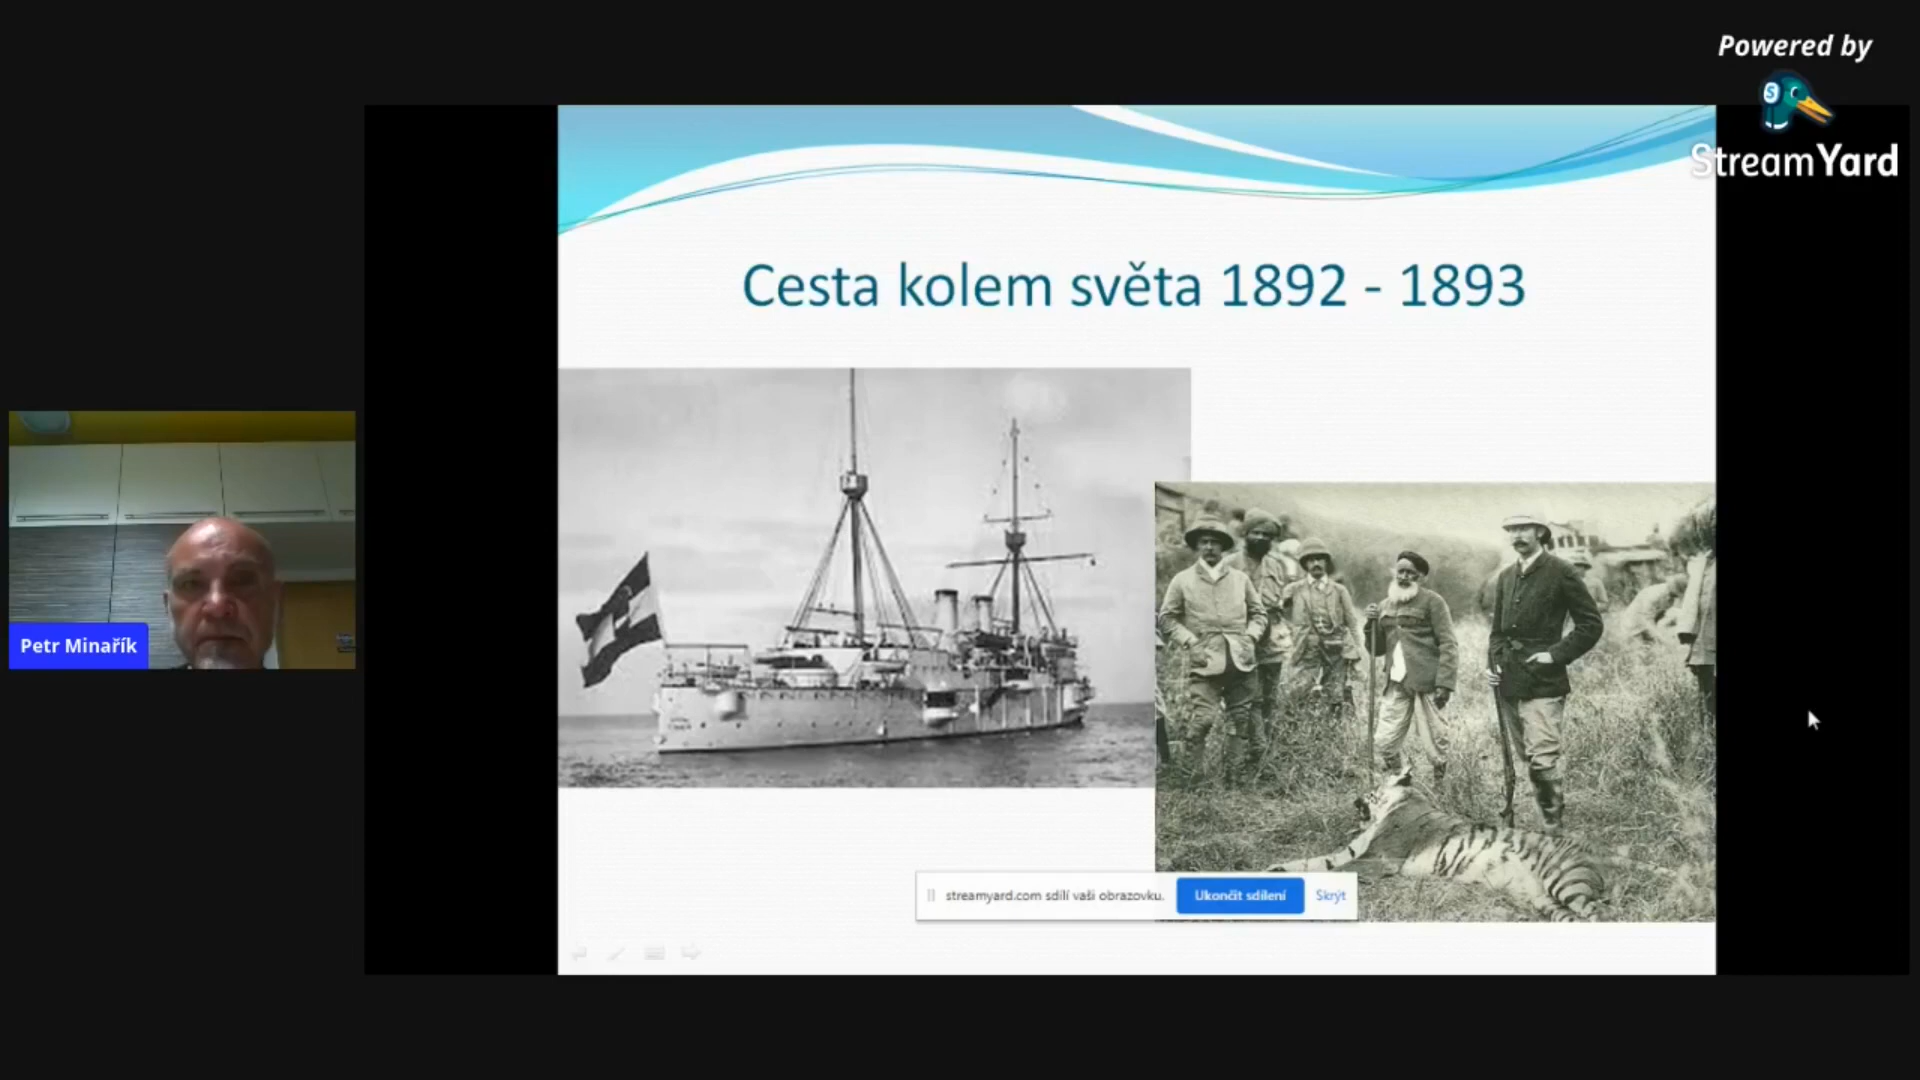 Powered by
StreamYard
Cesta kolem světa 1892 - 1893
Petr Minařík
streamyard.com sdílí vaši obrazovku.
Ukončit sdílení
Skrýt